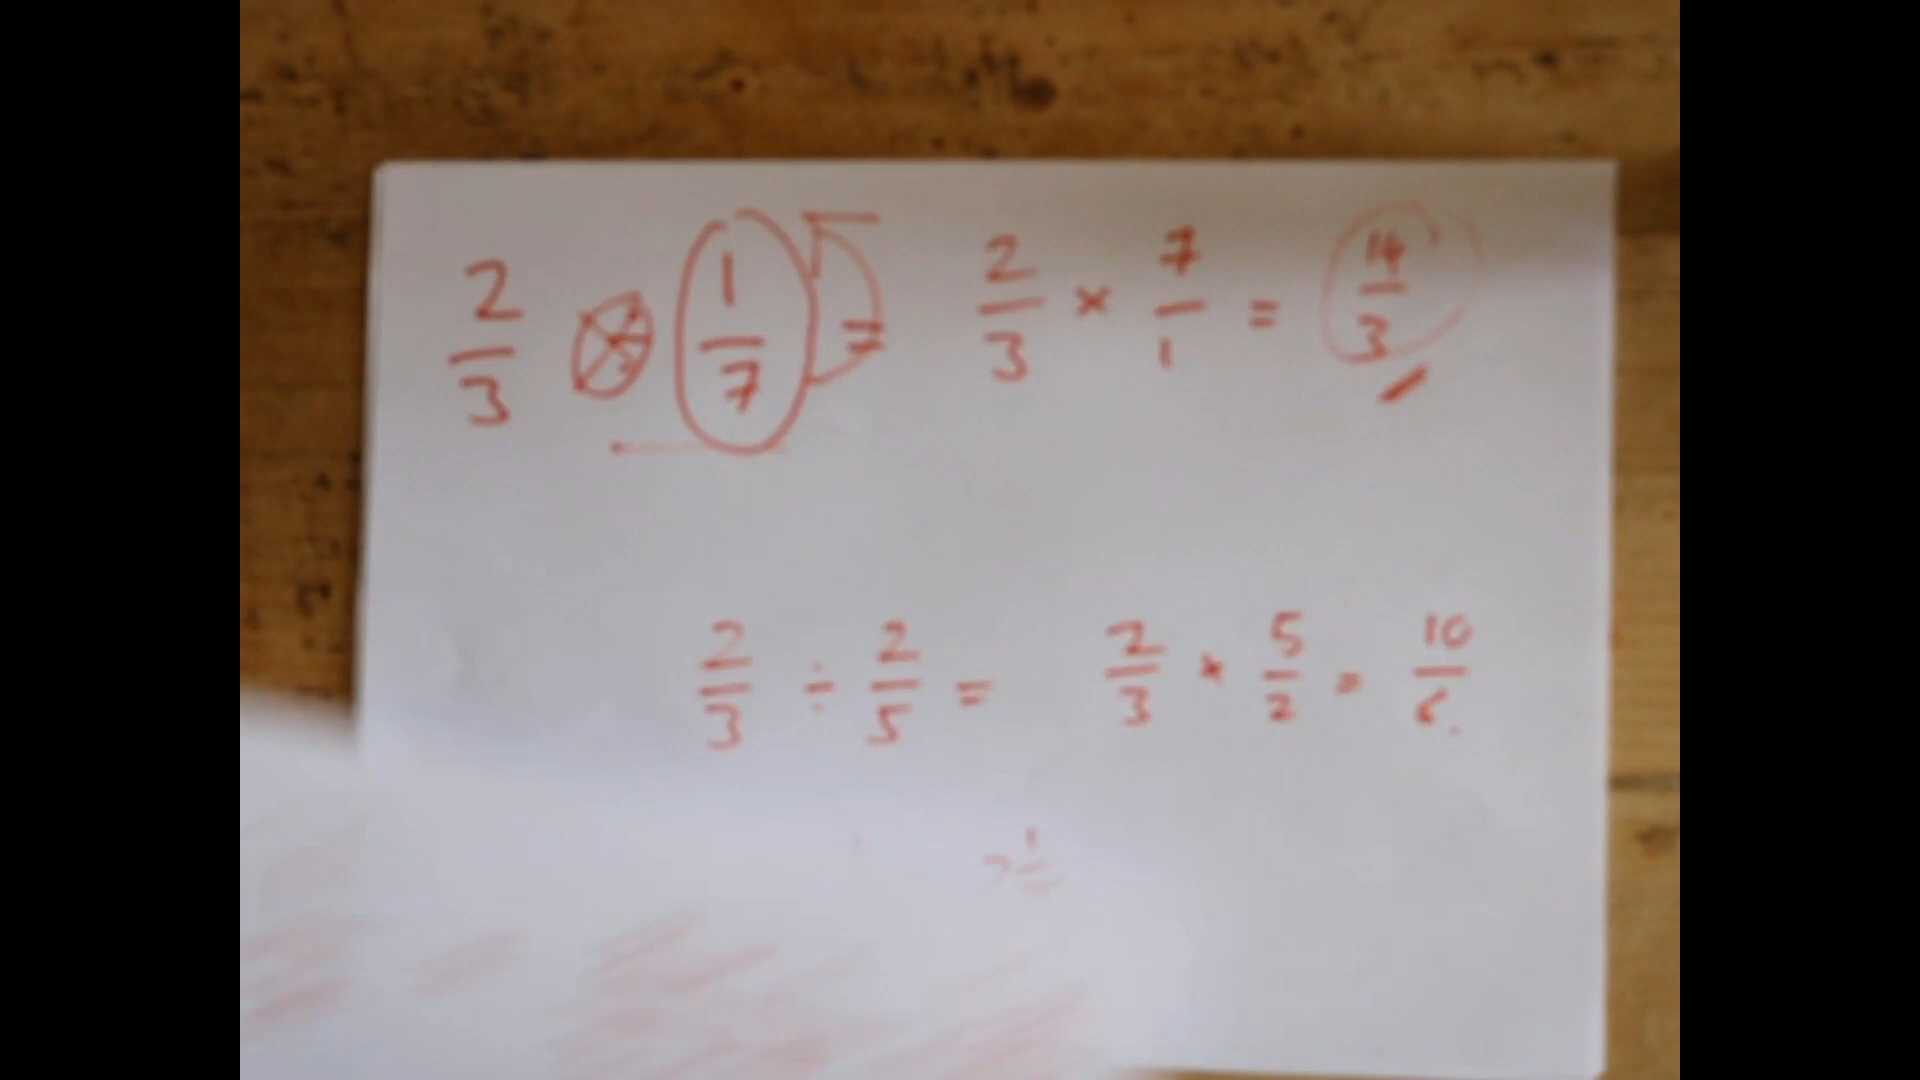 2/3 ÷ 1/7 = 2/3 × 7/1 = 14/3
2/3 ÷ 2/5 = 2/3 × 5/2 = 10/6